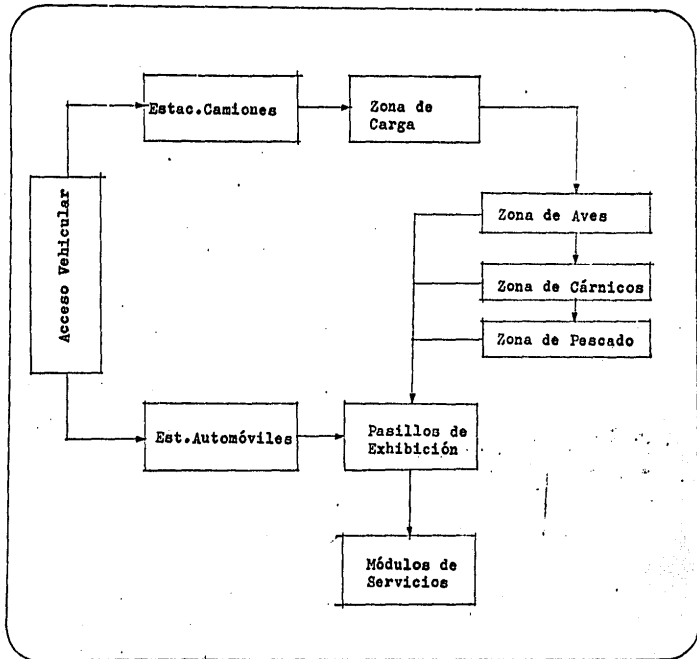 Estac.Camiones
Zona de
Carga
Acceso Vehicular
Zona de Aves
Zona de Cárnicos
Zona de Pescado
Est.Automóviles
Pasillos de
Exhibición
Módulos de
Servicios